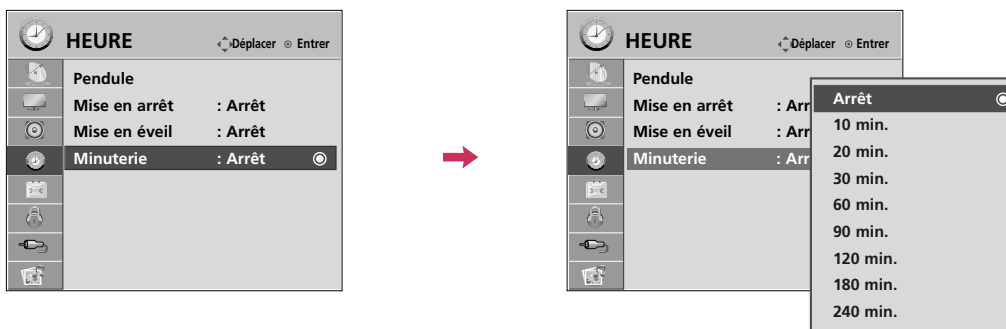 HEURE Déplacer Entrer
Pendule
Mise en arrêt : Arrêt
Mise en éveil : Arrêt
Minuterie : Arrêt
HEURE Déplacer Entrer
Pendule
Mise en arrêt : Arr
Mise en éveil : Arr
Minuterie : Arr
Arrêt
10 min.
20 min.
30 min.
60 min.
90 min.
120 min.
180 min.
240 min.